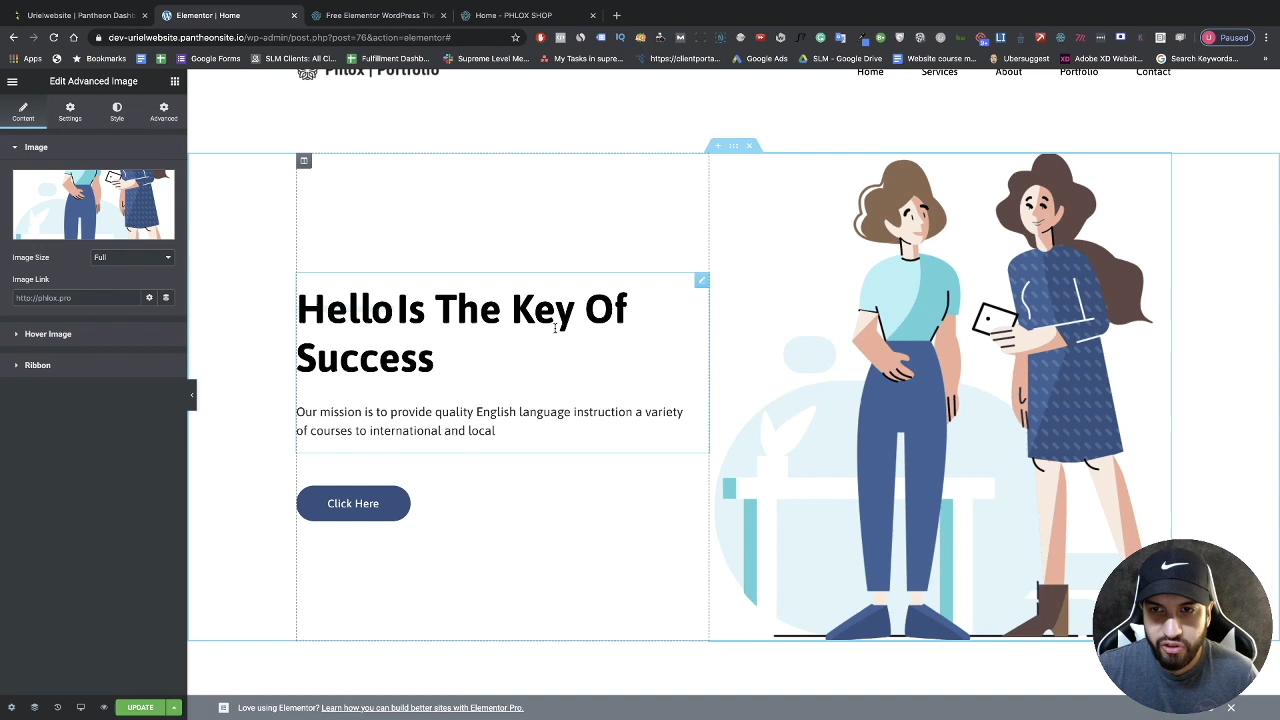 Urielwebsite | Pantheon Dashb
Elementor | Home
Free Elementor WordPress The
Home - PHLOX SHOP
dev-urielwebsite.pantheonsite.io/wp-admin/post.php?post=76&action=elementor#
Paused
Apps
Bookmarks
Google Forms
SLM Clients: All Cl...
Fulfillment Dashb...
Supreme Level Me...
My Tasks in supre...
https://clientporta...
Google Ads
SLM - Google Drive
Website course m...
Ubersuggest
Adobe XD Websit...
Search Keywords...
Edit Advanced Image
Content
Settings
Style
Advanced
Image
Image Size
Full
Image Link
http://phlox.pro
Hover Image
Ribbon
UPDATE
Phlox | Portfolio
Home
Services
About
Portfolio
Contact
Hello Is The Key Of
Success
Our mission is to provide quality English language instruction a variety
of courses to international and local
Click Here
Love using Elementor? Learn how you can build better sites with Elementor Pro.